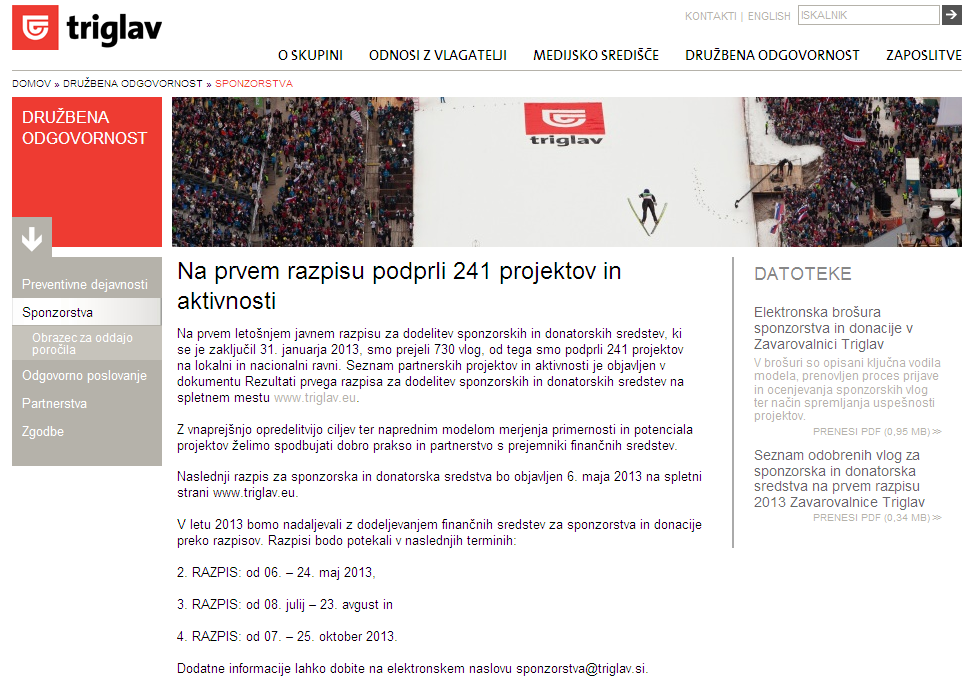 triglav
KONTAKTI | ENGLISH
ISKALNIK
O SKUPINI ODNOSI Z VLAGATELJI MEDIJSKO SREDIŠČE DRUŽBENA ODGOVORNOST ZAPOSLITVE
DOMOV » DRUŽBENA ODGOVORNOST » SPONZORSTVA
DRUŽBENA
ODGOVORNOST
triglav
Preventivne dejavnosti
Sponzorstva
Obrazec za oddajo
poročila
Odgovorno poslovanje
Partnerstva
Zgodbe
Na prvem razpisu podprli 241 projektov in
aktivnosti
Na prvem letošnjem javnem razpisu za dodelitev sponzorskih in donatorskih sredstev, ki
se je zaključil 31. januarja 2013, smo prejeli 730 vlog, od tega smo podprli 241 projektov
na lokalni in nacionalni ravni. Seznam partnerskih projektov in aktivnosti je objavljen v
dokumentu Rezultati prvega razpisa za dodelitev sponzorskih in donatorskih sredstev na
spletnem mestu www.triglav.eu.
Z vnaprejšnjo opredelitvijo ciljev ter naprednim modelom merjenja primernosti in potenciala
projektov želimo spodbujati dobro prakso in partnerstvo s prejemniki finančnih sredstev.
Naslednji razpis za sponzorska in donatorska sredstva bo objavljen 6. maja 2013 na spletni
strani www.triglav.eu.
V letu 2013 bomo nadaljevali z dodeljevanjem finančnih sredstev za sponzorstva in donacije
preko razpisov. Razpisi bodo potekali v naslednjih terminih:
2. RAZPIS: od 06. – 24. maj 2013,
3. RAZPIS: od 08. julij – 23. avgust in
4. RAZPIS: od 07. – 25. oktober 2013.
Dodatne informacije lahko dobite na elektronskem naslovu sponzorstva@triglav.si.
DATOTEKE
Elektronska brošura
sponzorstva in donacije v
Zavarovalnici Triglav
V brošuri so opisani ključna vodila
modela, prenovljen proces prijave
in ocenjevanja sponzorskih vlog
ter način spremljanja uspešnosti
projektov.
PRENESI PDF (0,95 MB) >>
Seznam odobrenih vlog za
sponzorska in donatorska
sredstva na prvem razpisu
2013 Zavarovalnice Triglav
PRENESI PDF (0,34 MB) >>